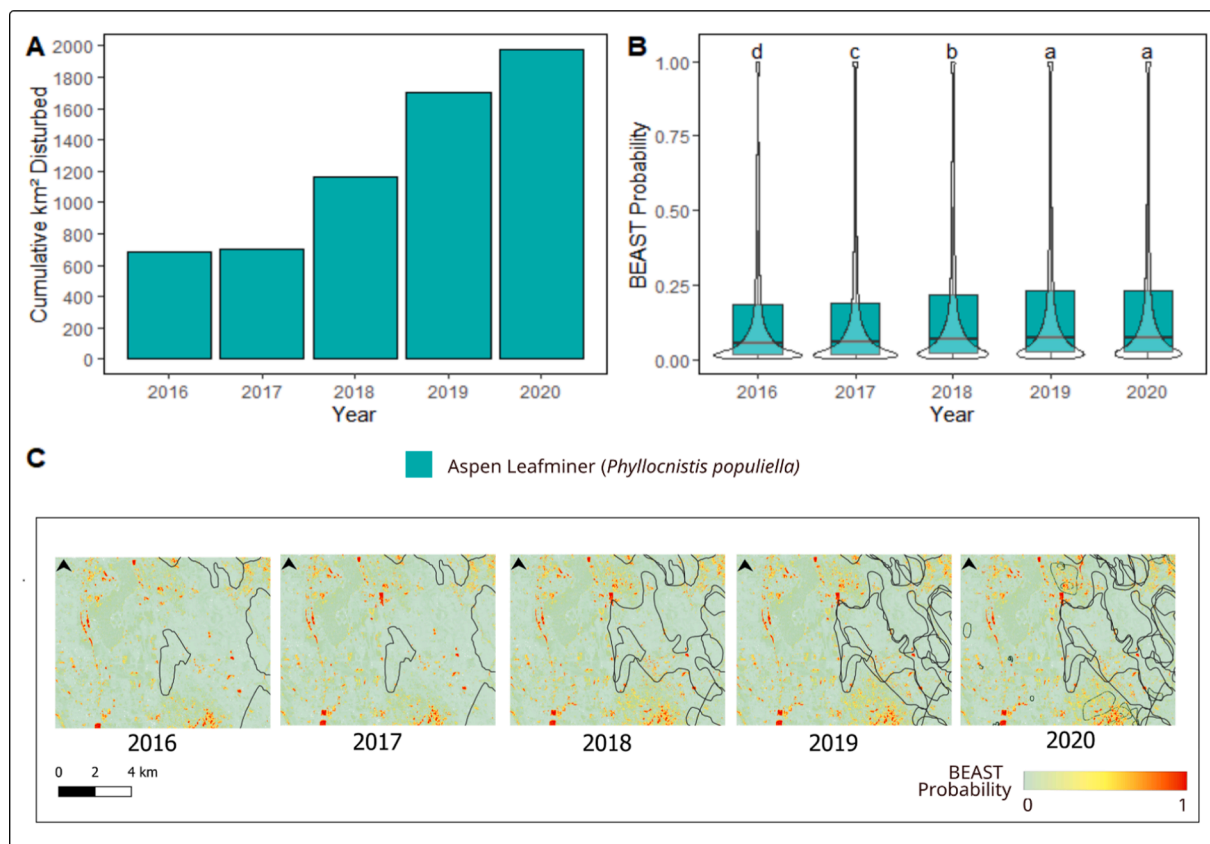 A
Cumulative km² Disturbed
2000
1800
1600
1400
1200
1000
800
600
400
200
0
2016 2017 2018 2019 2020
Year
B
BEAST Probability
d c b a a
1.00
0.75
0.50
0.25
0.00
2016 2017 2018 2019 2020
Year
C
Aspen Leafminer (Phyllocnistis populiella)
2016 2017 2018 2019 2020
0 2 4 km
BEAST
Probability
0 1